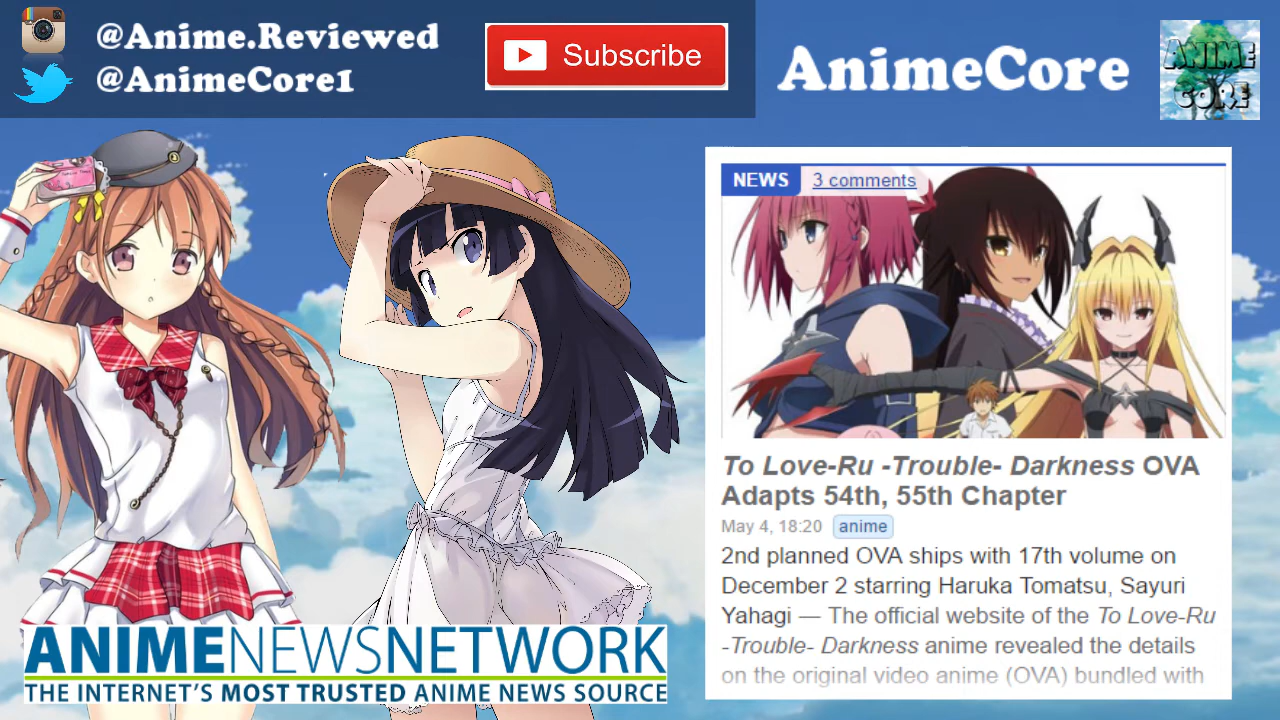 @Anime.Reviewed
@AnimeCore1
Subscribe
AnimeCore
ANIME
CORE
NEWS 3 comments
To Love-Ru -Trouble- Darkness OVA
Adapts 54th, 55th Chapter
May 4, 18:20 anime
2nd planned OVA ships with 17th volume on
December 2 starring Haruka Tomatsu, Sayuri
Yahagi — The official website of the To Love-Ru
-Trouble- Darkness anime revealed the details
on the original video anime (OVA) bundled with
ANIMENEWSNETWORK
THE INTERNET'S MOST TRUSTED ANIME NEWS SOURCE